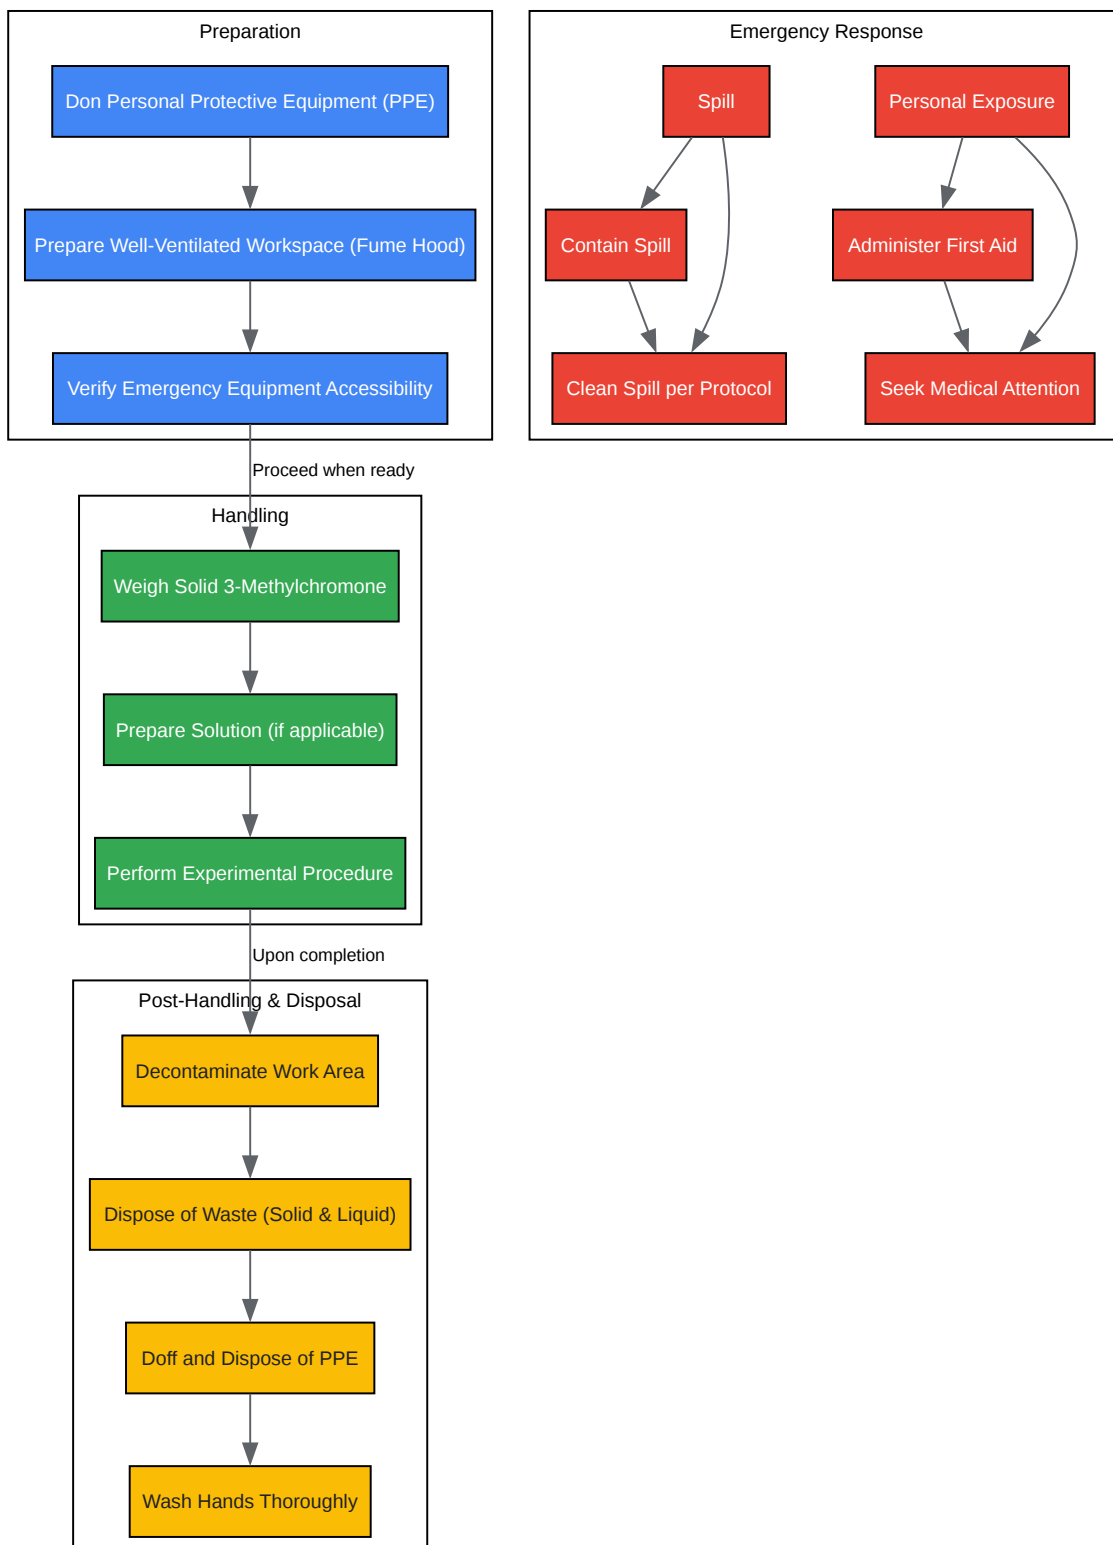 Preparation
Don Personal Protective Equipment (PPE)
Prepare Well-Ventilated Workspace (Fume Hood)
Verify Emergency Equipment Accessibility
Proceed when ready
Handling
Weigh Solid 3-Methylchromone
Prepare Solution (if applicable)
Perform Experimental Procedure
Upon completion
Post-Handling & Disposal
Decontaminate Work Area
Dispose of Waste (Solid & Liquid)
Doff and Dispose of PPE
Wash Hands Thoroughly
Emergency Response
Spill
Contain Spill
Clean Spill per Protocol
Personal Exposure
Administer First Aid
Seek Medical Attention